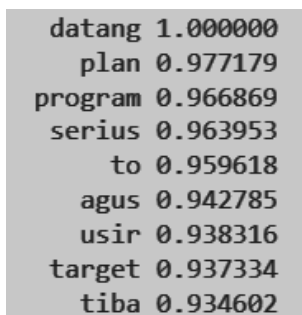 datang 1.000000
plan 0.977179
program 0.966869
serius 0.963953
to 0.959618
agus 0.942785
usir 0.938316
target 0.937334
tiba 0.934602